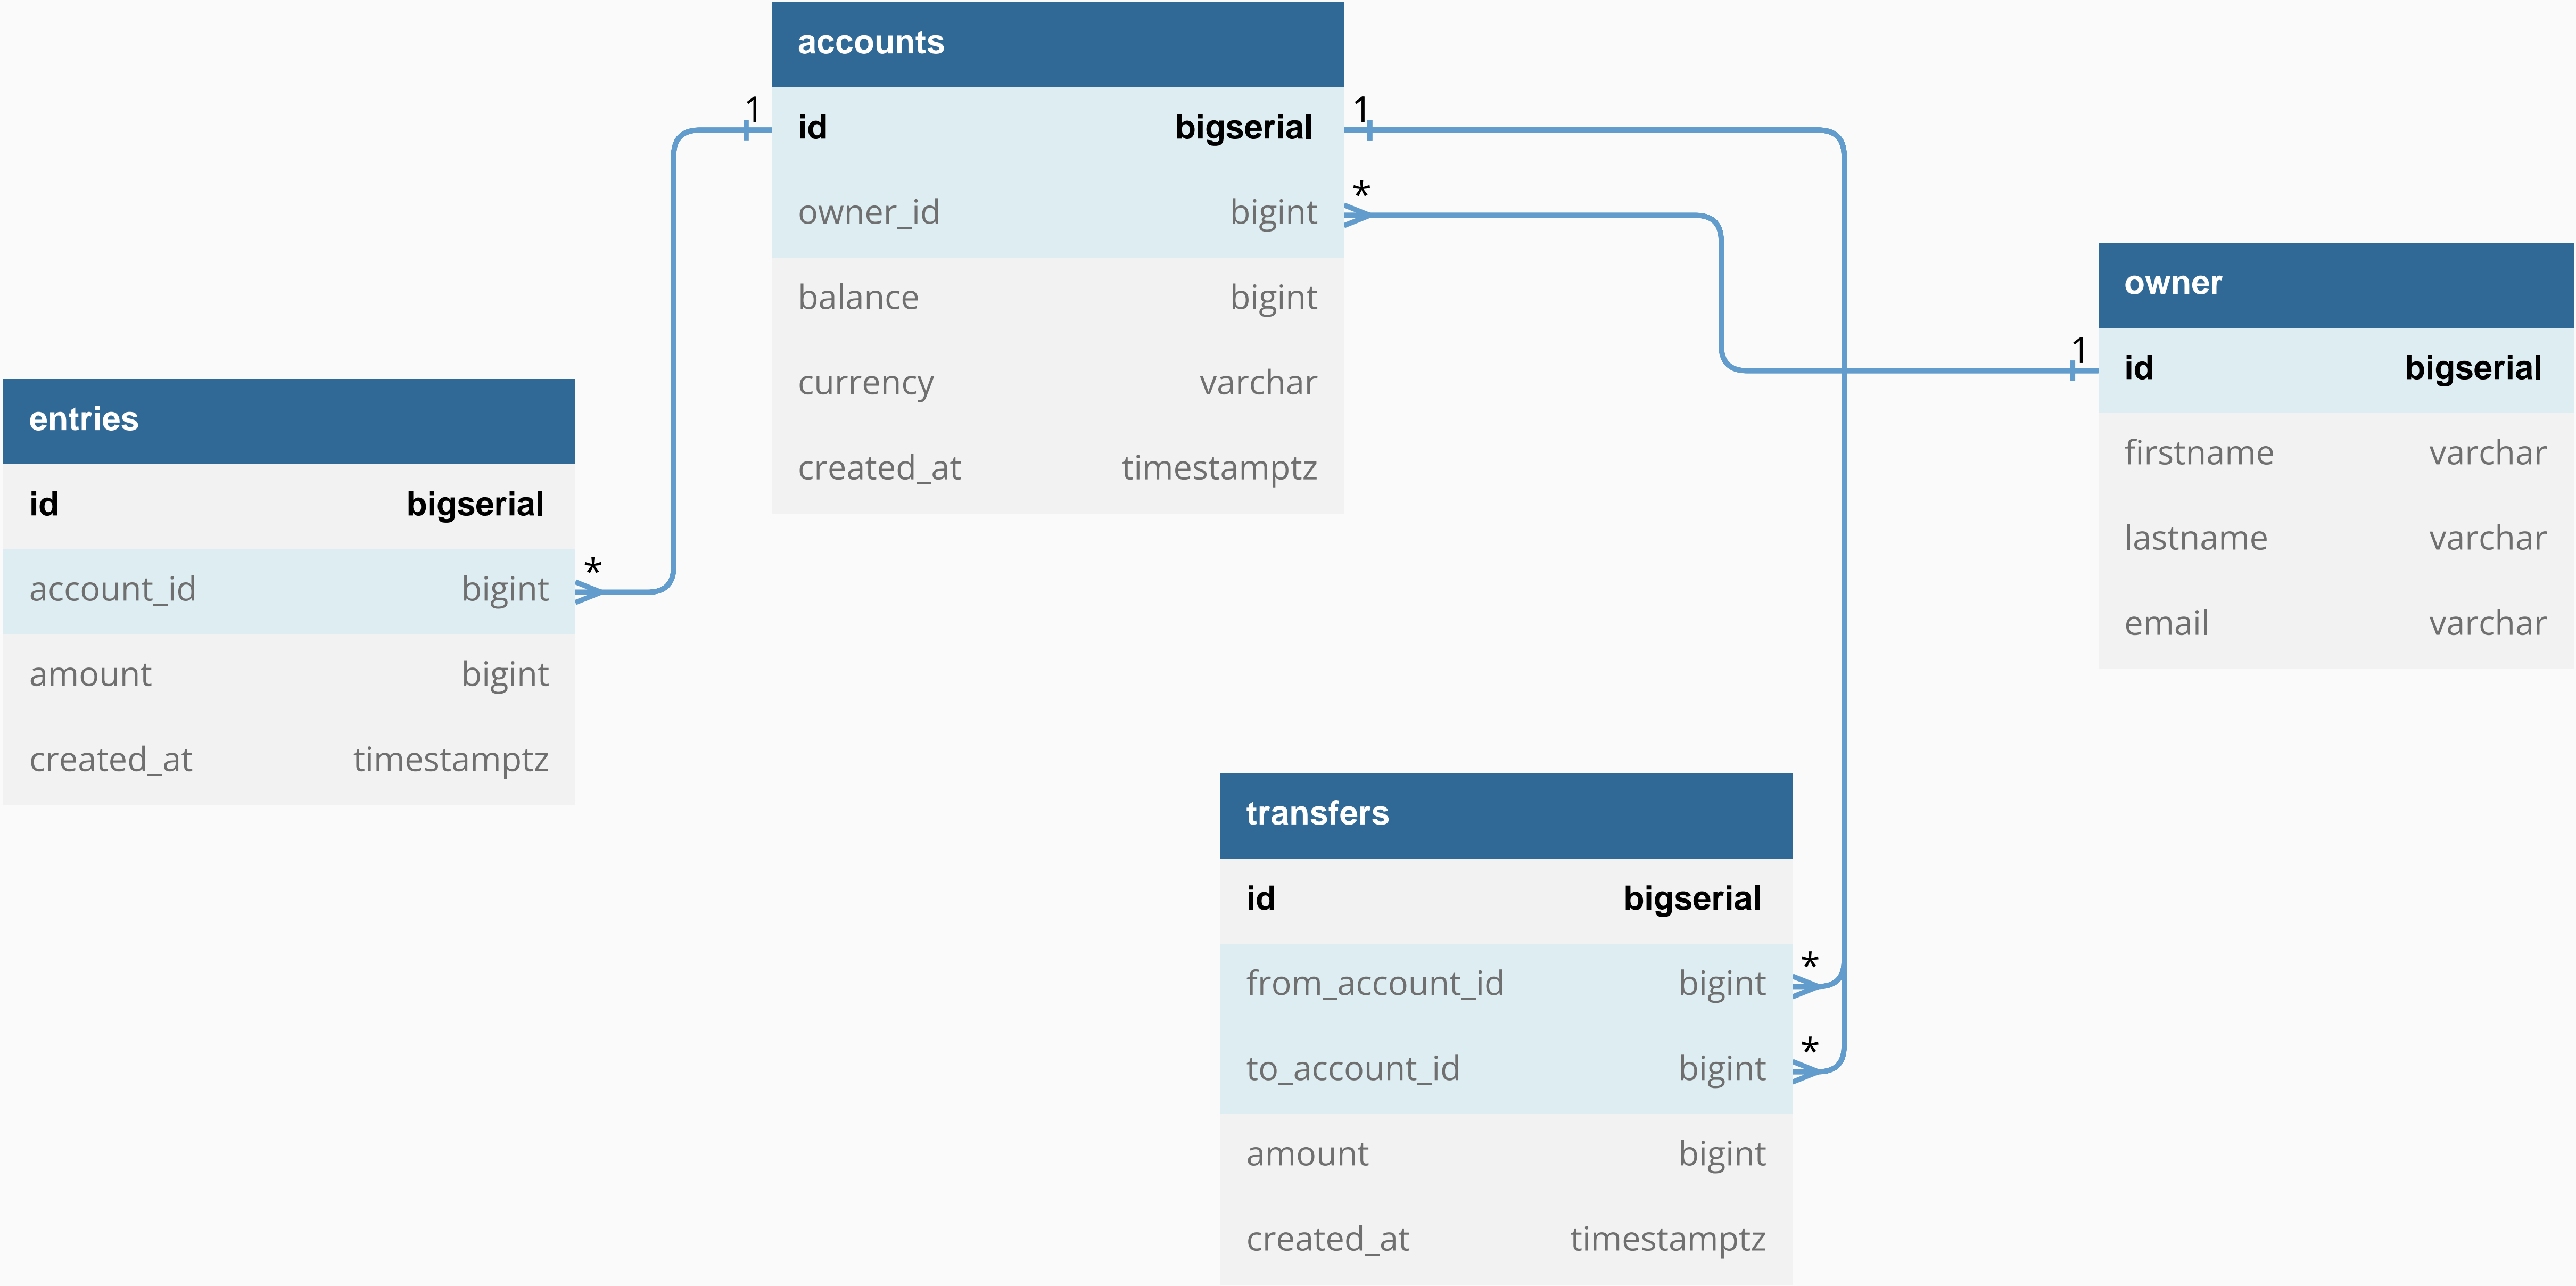 accounts
1
id bigserial
1
*
owner_id bigint
balance bigint
currency varchar
created_at timestamptz
owner
1
id bigserial
firstname varchar
lastname varchar
email varchar
entries
id bigserial
*
account_id bigint
amount bigint
created_at timestamptz
transfers
id bigserial
*
from_account_id bigint
*
to_account_id bigint
amount bigint
created_at timestamptz